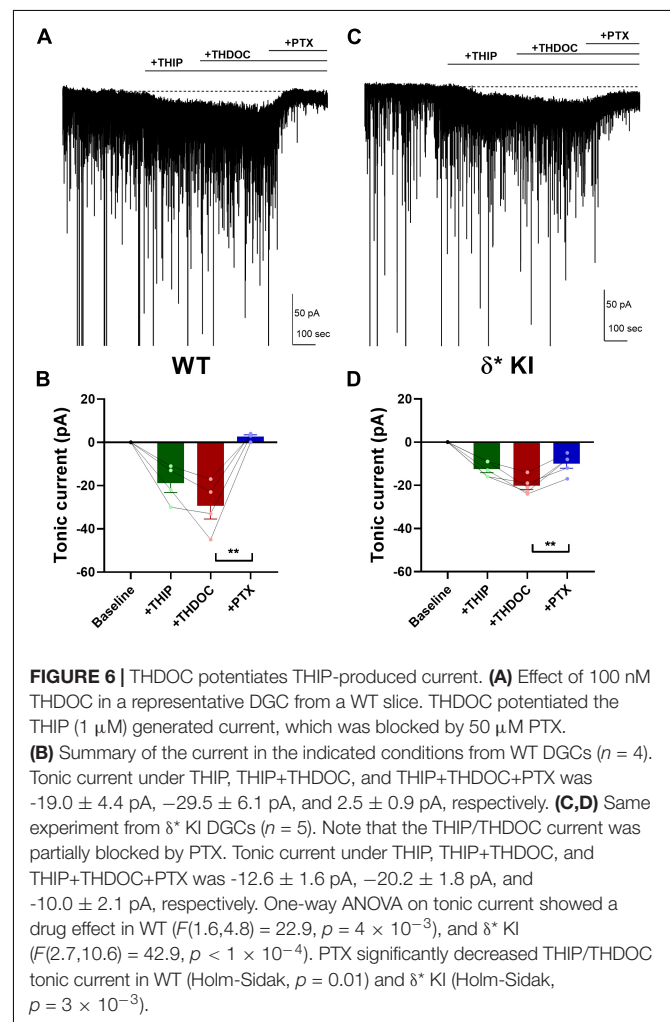 A
C
+PTX
+THDOC
+THIP
+PTX
+THDOC
+THIP
50 pA
100 sec
50 pA
100 sec
WT
δ* KI
B
D
20
0
-20
-40
-60
Tonic current (pA)
**
Baseline
+THIP
+THDOC
+PTX
20
0
-20
-40
-60
Tonic current (pA)
**
Baseline
+THIP
+THDOC
+PTX
FIGURE 6 | THDOC potentiates THIP-produced current. (A) Effect of 100 nM
THDOC in a representative DGC from a WT slice. THDOC potentiated the
THIP (1 μM) generated current, which was blocked by 50 μM PTX.
(B) Summary of the current in the indicated conditions from WT DGCs (n = 4).
Tonic current under THIP, THIP+THDOC, and THIP+THDOC+PTX was
-19.0 ± 4.4 pA, −29.5 ± 6.1 pA, and 2.5 ± 0.9 pA, respectively. (C,D) Same
experiment from δ* KI DGCs (n = 5). Note that the THIP/THDOC current was
partially blocked by PTX. Tonic current under THIP, THIP+THDOC, and
THIP+THDOC+PTX was -12.6 ± 1.6 pA, −20.2 ± 1.8 pA, and
-10.0 ± 2.1 pA, respectively. One-way ANOVA on tonic current showed a
drug effect in WT (F(1.6,4.8) = 22.9, p = 4 × 10⁻³), and δ* KI
(F(2.7,10.6) = 42.9, p < 1 × 10⁻⁴). PTX significantly decreased THIP/THDOC
tonic current in WT (Holm-Sidak, p = 0.01) and δ* KI (Holm-Sidak,
p = 3 × 10⁻³).